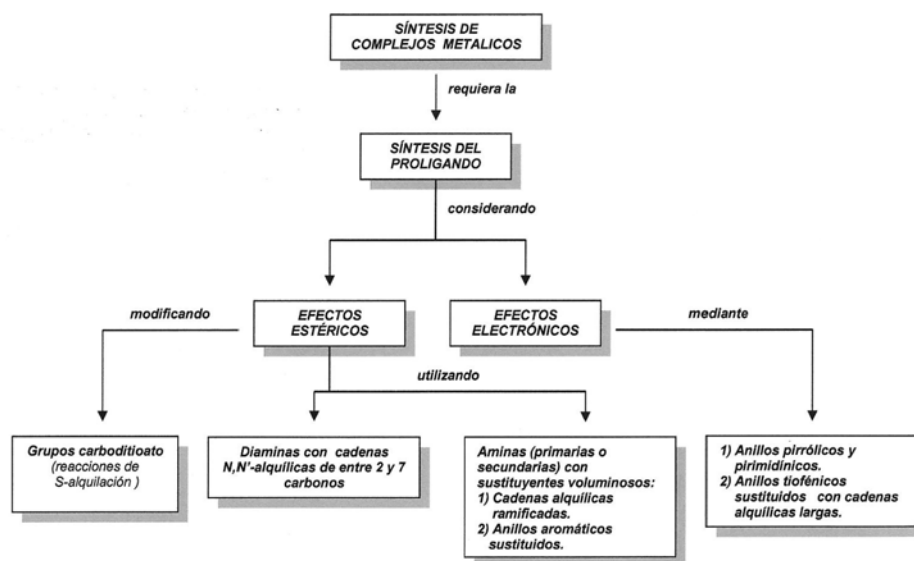 SÍNTESIS DE
COMPLEJOS METALICOS
requiera la
SÍNTESIS DEL
PROLIGANDO
considerando
modificando
EFECTOS
ESTÉRICOS
EFECTOS
ELECTRÓNICOS
mediante
utilizando
Grupos carboditioato
(reacciones de
S-alquilación )
Diaminas con cadenas
N,N'-alquílicas de entre 2 y 7
carbonos
Aminas (primarias o
secundarias) con
sustituyentes voluminosos:
1) Cadenas alquílicas
ramificadas.
2) Anillos aromáticos
sustituidos.
1) Anillos pirrólicos y
pirimidínicos.
2) Anillos tiofénicos
sustituidos con cadenas
alquílicas largas.